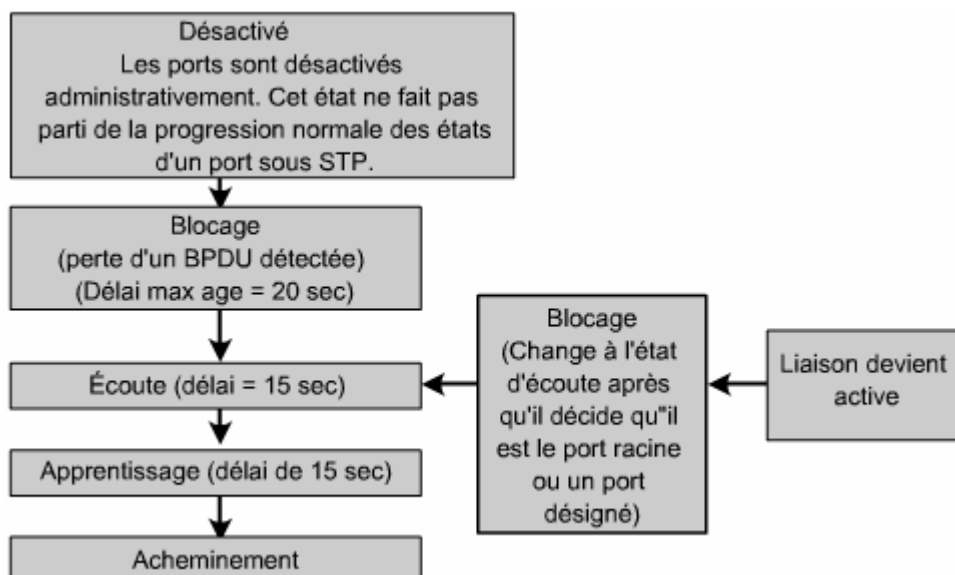 Désactivé
Les ports sont désactivés
administrativement. Cet état ne fait pas
parti de la progression normale des états
d'un port sous STP.
Blocage
(perte d'un BPDU détectée)
(Délai max age = 20 sec)
Écoute (délai = 15 sec)
Apprentissage (délai de 15 sec)
Acheminement
Blocage
(Change à l'état
d'écoute après
qu'il décide qu"il
est le port racine
ou un port
désigné)
Liaison devient
active